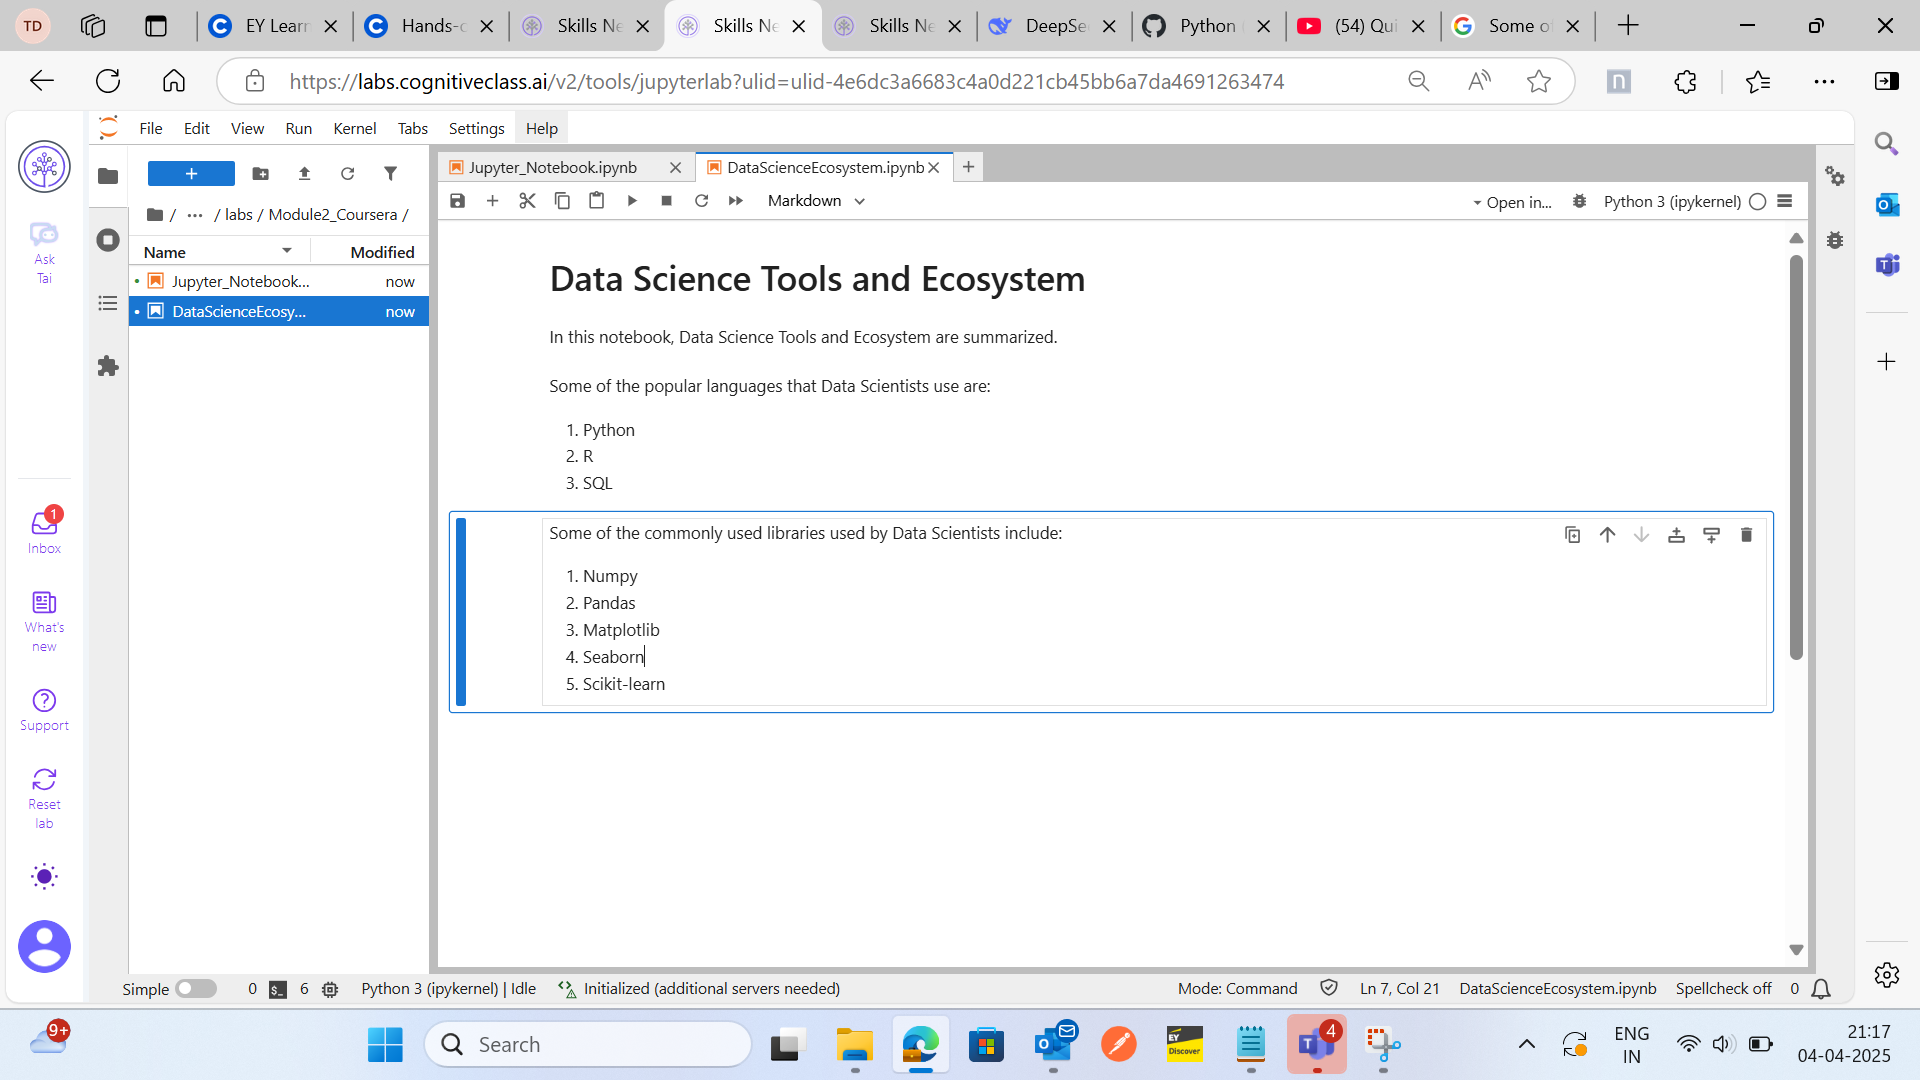 TD
EY Learn
Hands-o
Skills Ne
Skills Ne
Skills Ne
DeepSee
Python
(54) Qui
Some of
https://labs.cognitiveclass.ai/v2/tools/jupyterlab?ulid=ulid-4e6dc3a6683c4a0d221cb45bb6a7da4691263474
File Edit View Run Kernel Tabs Settings Help
Jupyter_Notebook.ipynb
DataScienceEcosystem.ipynb
Markdown
Open in...
Python 3 (ipykernel)
/ ··· / labs / Module2_Coursera /
Name Modified
Jupyter_Notebook... now
DataScienceEcosy... now
Ask
Tai
1
Inbox
What's
new
Support
Reset
lab
Data Science Tools and Ecosystem
In this notebook, Data Science Tools and Ecosystem are summarized.
Some of the popular languages that Data Scientists use are:
1. Python
2. R
3. SQL
Some of the commonly used libraries used by Data Scientists include:
1. Numpy
2. Pandas
3. Matplotlib
4. Seaborn
5. Scikit-learn
Simple 0 6 Python 3 (ipykernel) | Idle Initialized (additional servers needed) Mode: Command Ln 7, Col 21 DataScienceEcosystem.ipynb Spellcheck off 0
9+
Search
EY
Discover
4
ENG
IN
21:17
04-04-2025